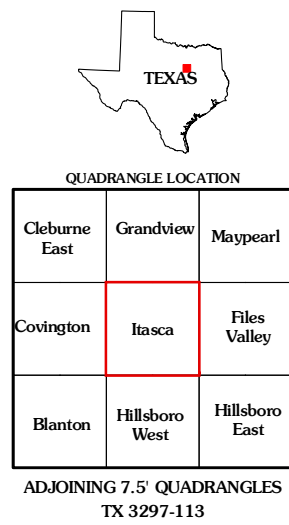 TEXAS
QUADRANGLE LOCATION
Cleburne
East
Grandview
Maypearl
Covington
Itasca
Files
Valley
Blanton
Hillsboro
West
Hillsboro
East
ADJOINING 7.5' QUADRANGLES
TX 3297-113